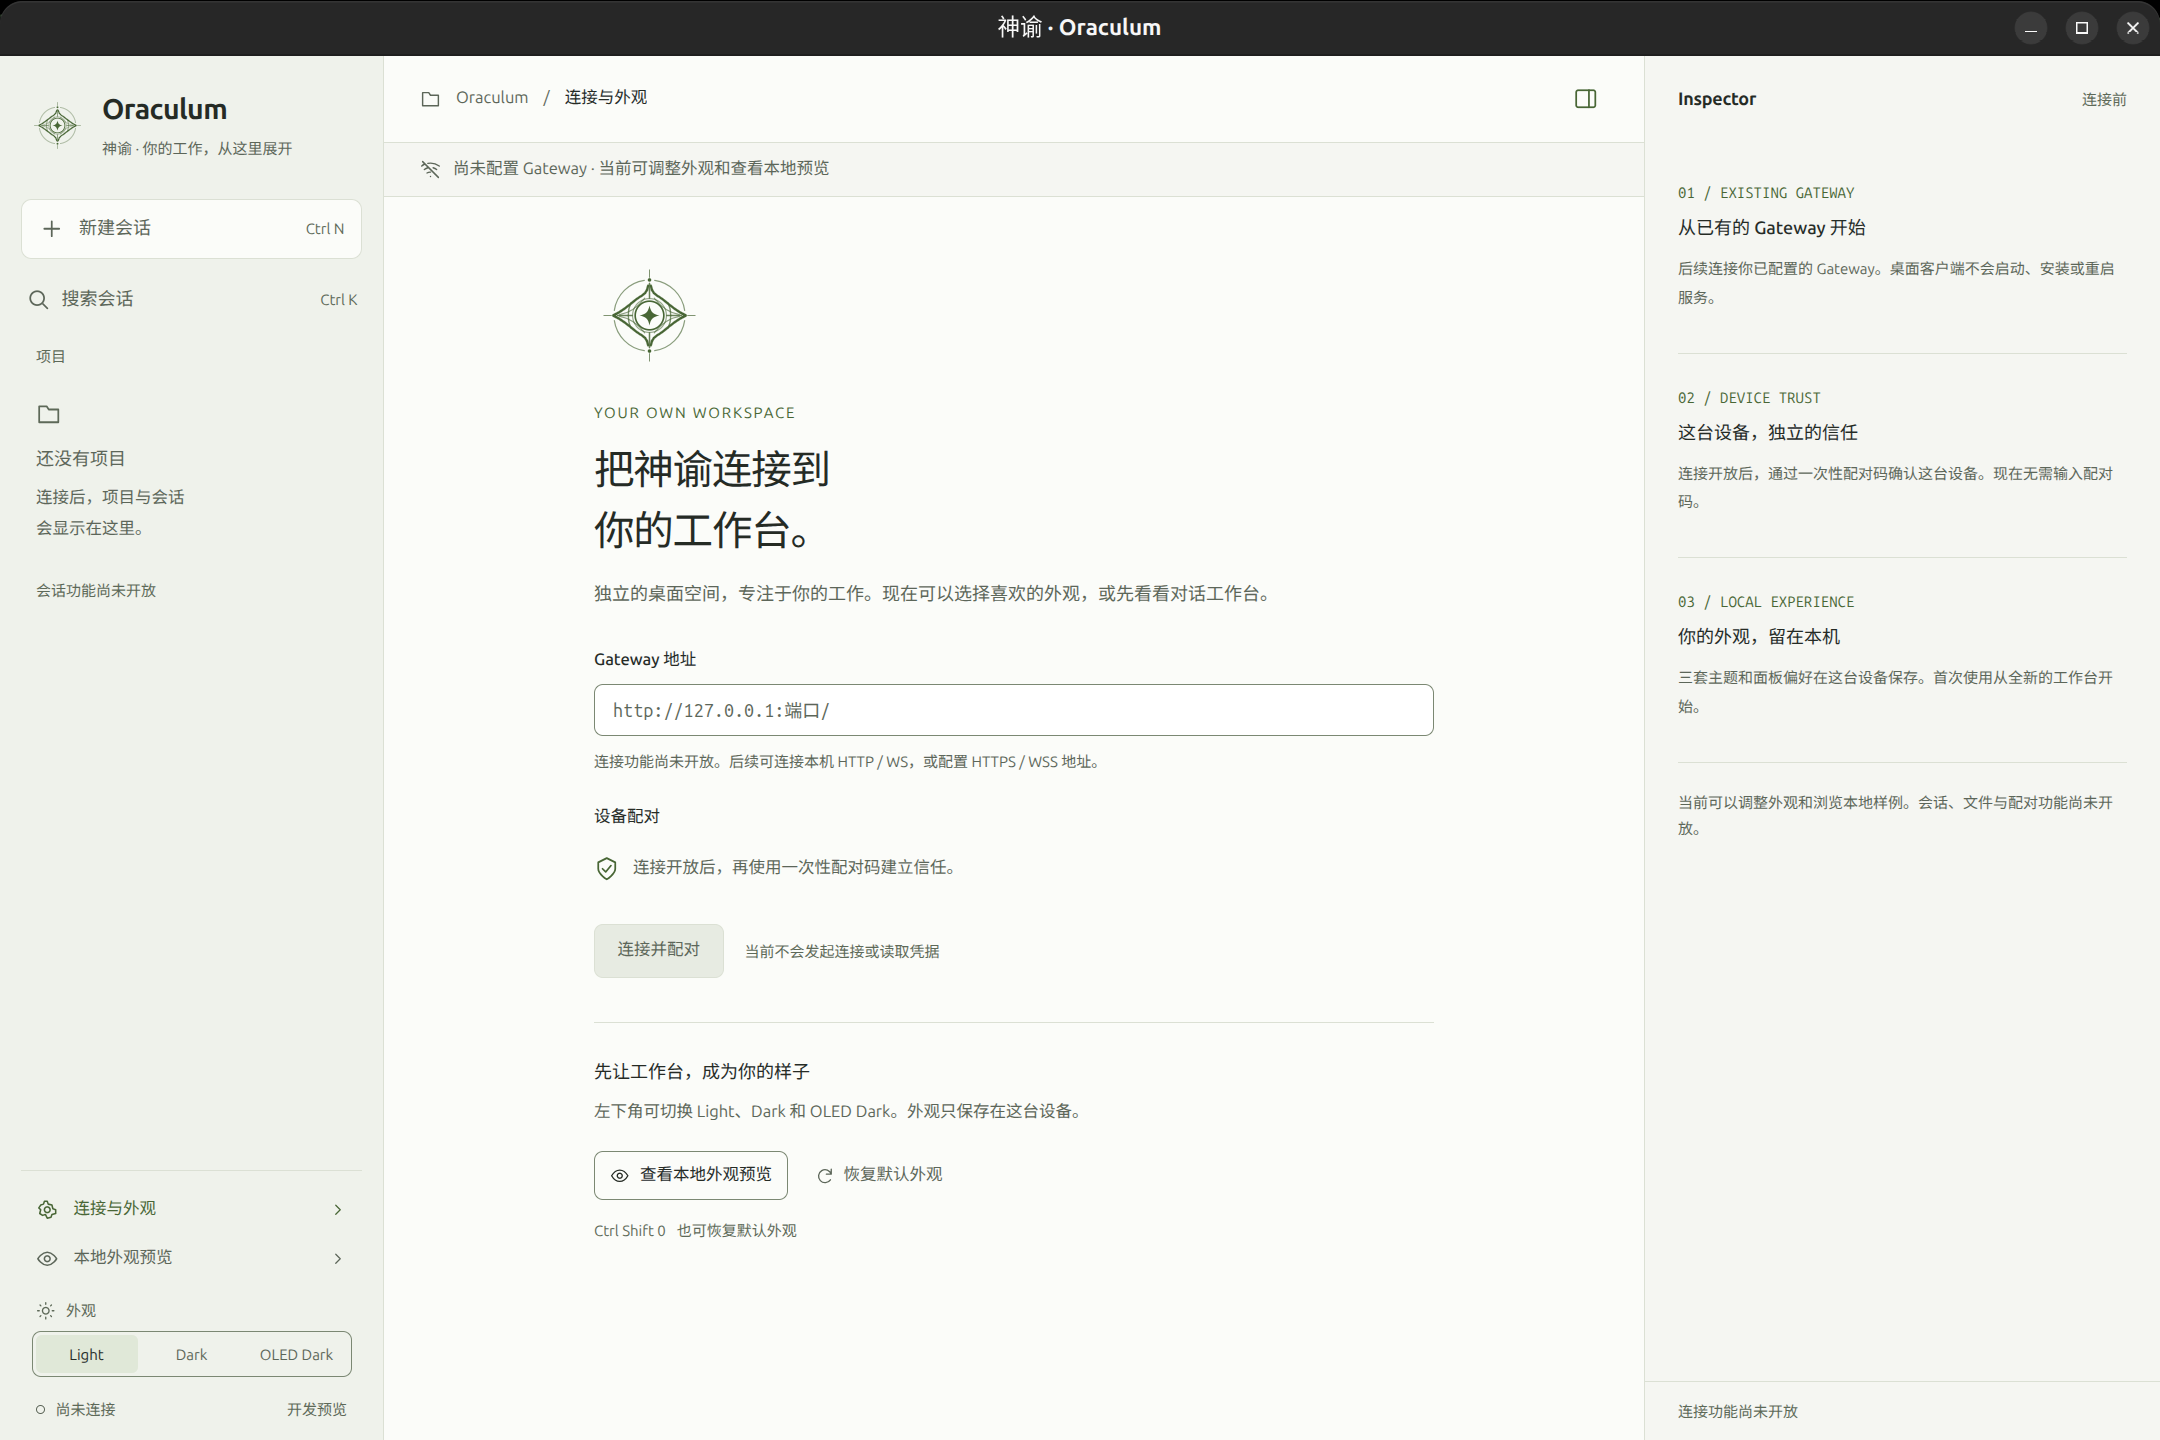 神谕 · Oraculum
Oraculum
神谕 · 你的工作，从这里展开
新建会话 Ctrl N
搜索会话 Ctrl K
项目
还没有项目
连接后，项目与会话
会显示在这里。
会话功能尚未开放
连接与外观
本地外观预览
外观
Light Dark OLED Dark
尚未连接 开发预览
Oraculum / 连接与外观
尚未配置 Gateway · 当前可调整外观和查看本地预览
YOUR OWN WORKSPACE
把神谕连接到
你的工作台。
独立的桌面空间，专注于你的工作。现在可以选择喜欢的外观，或先看看对话工作台。
Gateway 地址
http://127.0.0.1:端口/
连接功能尚未开放。后续可连接本机 HTTP / WS，或配置 HTTPS / WSS 地址。
设备配对
连接开放后，再使用一次性配对码建立信任。
连接并配对 当前不会发起连接或读取凭据
先让工作台，成为你的样子
左下角可切换 Light、Dark 和 OLED Dark。外观只保存在这台设备。
查看本地外观预览 恢复默认外观
Ctrl Shift 0 也可恢复默认外观
Inspector 连接前
01 / EXISTING GATEWAY
从已有的 Gateway 开始
后续连接你已配置的 Gateway。桌面客户端不会启动、安装或重启
服务。
02 / DEVICE TRUST
这台设备，独立的信任
连接开放后，通过一次性配对码确认这台设备。现在无需输入配对
码。
03 / LOCAL EXPERIENCE
你的外观，留在本机
三套主题和面板偏好在这台设备保存。首次使用从全新的工作台开
始。
当前可以调整外观和浏览本地样例。会话、文件与配对功能尚未开
放。
连接功能尚未开放